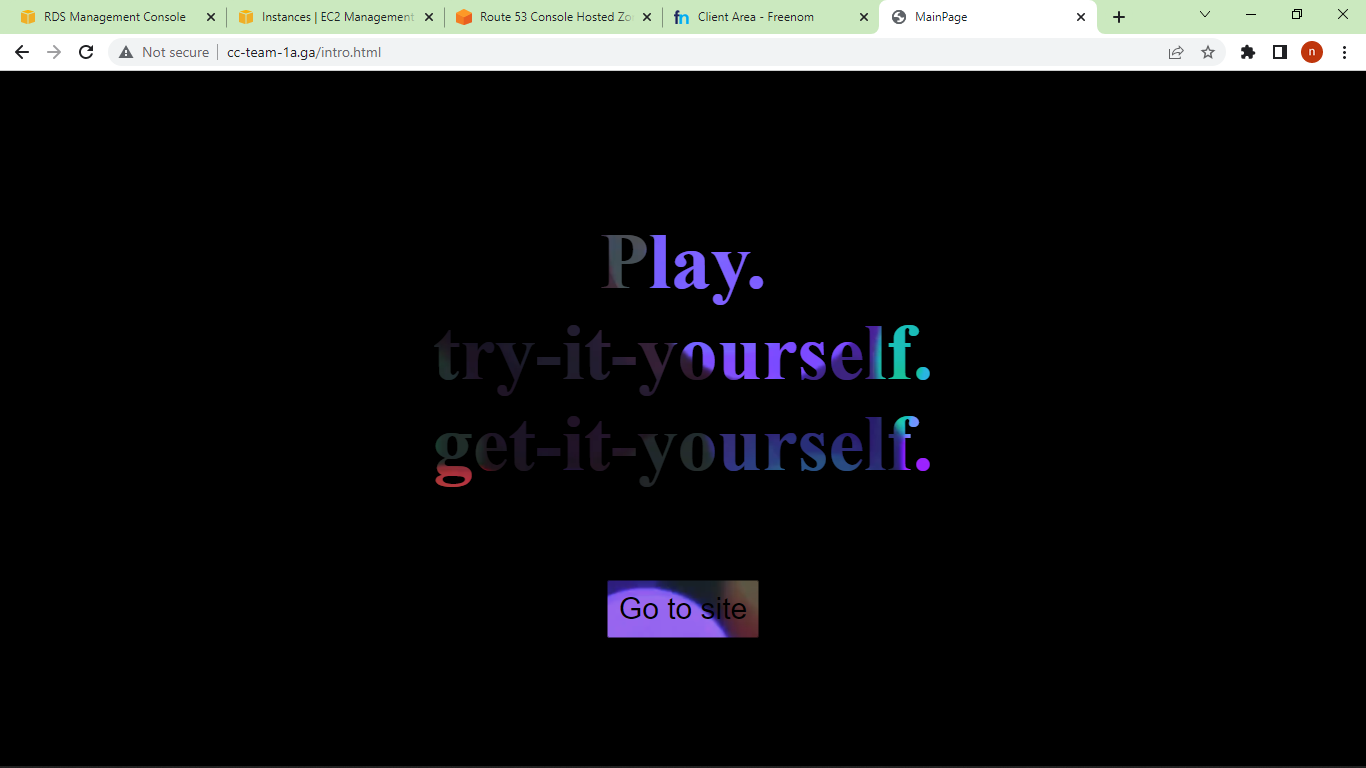 RDS Management Console
Instances | EC2 Management
Route 53 Console Hosted Zo
Client Area - Freenom
MainPage
Not secure
cc-team-1a.ga/intro.html
n
Play.
try-it-yourself.
get-it-yourself.
Go to site